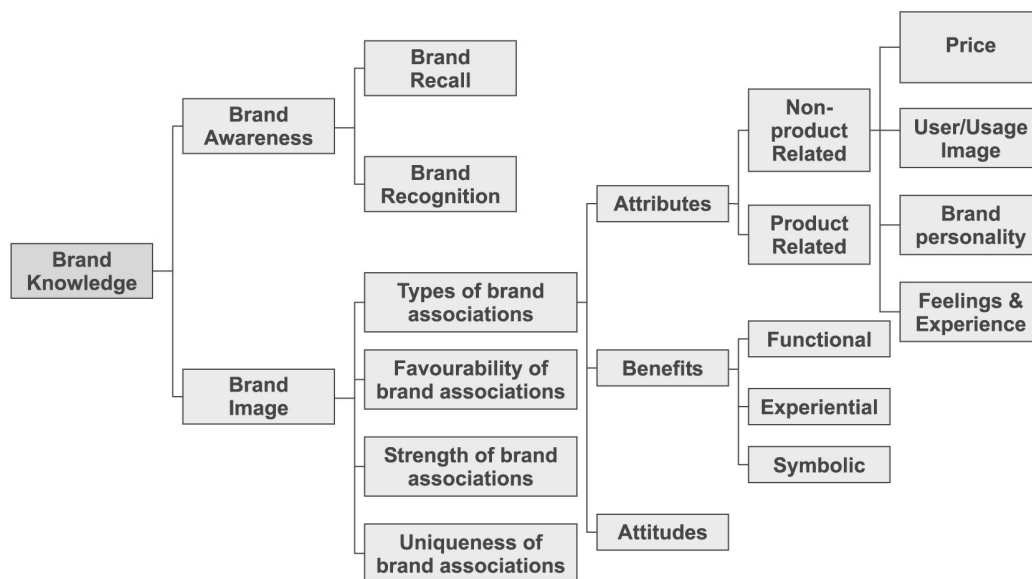 Brand
Knowledge
Brand
Awareness
Brand
Image
Brand
Recall
Brand
Recognition
Types of brand
associations
Favourability of
brand associations
Strength of brand
associations
Uniqueness of
brand associations
Attributes
Benefits
Attitudes
Non-
product
Related
Product
Related
Functional
Experiential
Symbolic
Price
User/Usage
Image
Brand
personality
Feelings &
Experience